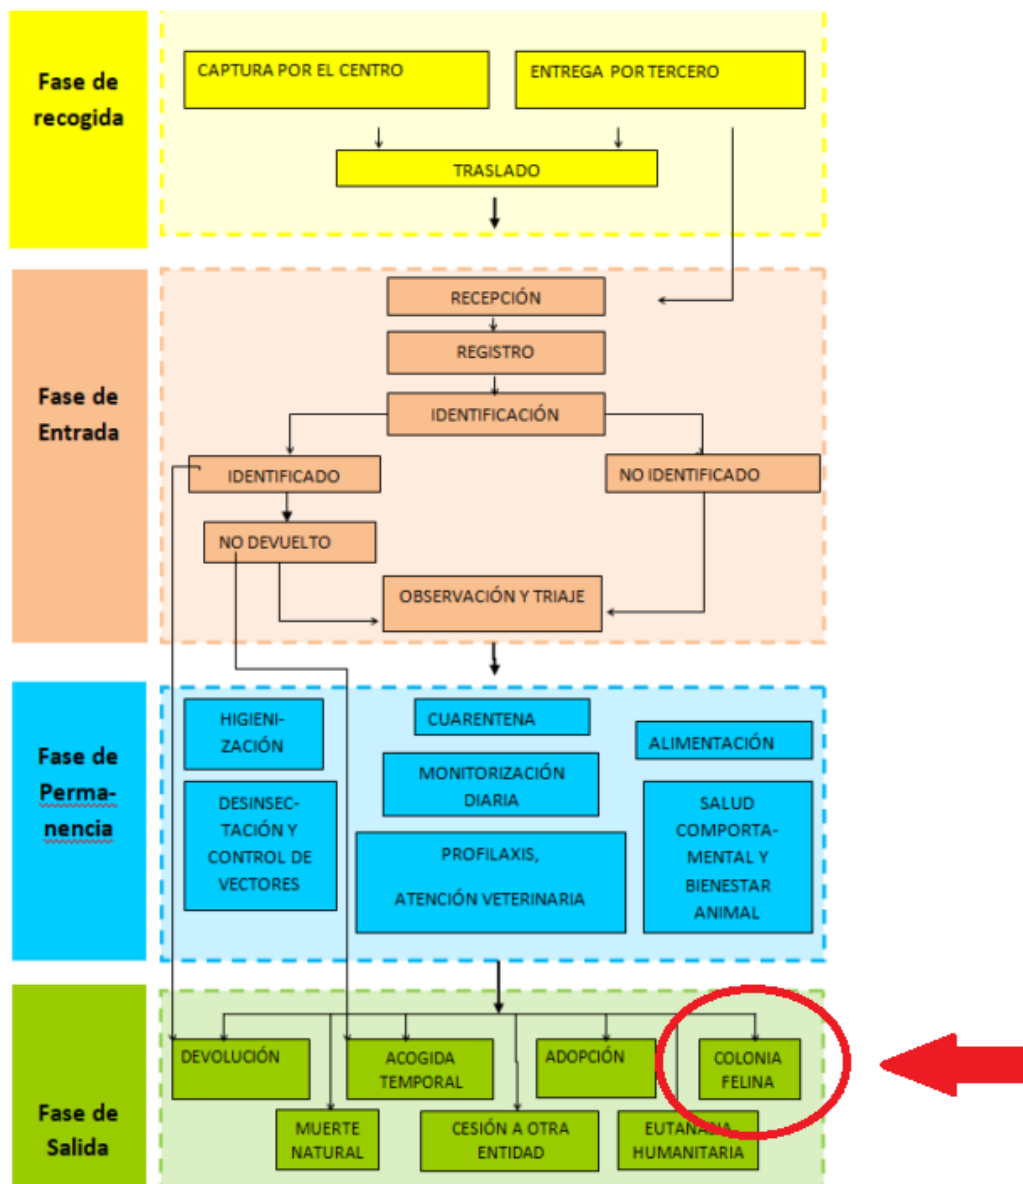 Fase de
recogida
CAPTURA POR EL CENTRO
ENTREGA POR TERCERO
TRASLADO
Fase de
Entrada
RECEPCIÓN
REGISTRO
IDENTIFICACIÓN
IDENTIFICADO
NO IDENTIFICADO
NO DEVUELTO
OBSERVACIÓN Y TRIAJE
Fase de
Perma-
nencia
HIGIENI-
ZACIÓN
CUARENTENA
ALIMENTACIÓN
MONITORIZACIÓN
DIARIA
DESINSEC-
TACIÓN Y
CONTROL DE
VECTORES
PROFILAXIS,
ATENCIÓN VETERINARIA
SALUD
COMPORTA-
MENTAL Y
BIENESTAR
ANIMAL
Fase de
Salida
DEVOLUCIÓN
ACOGIDA
TEMPORAL
ADOPCIÓN
COLONIA
FELINA
MUERTE
NATURAL
CESIÓN A OTRA
ENTIDAD
EUTANASIA
HUMANITARIA